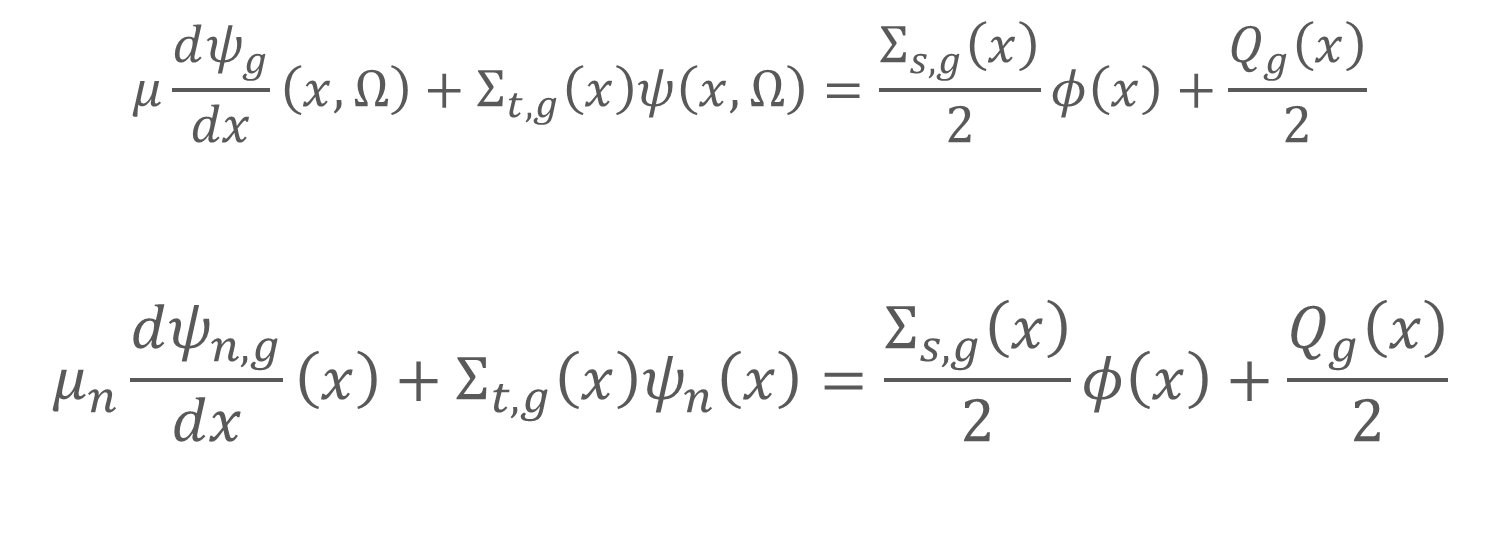 μ dψ_g/dx (x, Ω) + Σ_{t,g}(x)ψ(x, Ω) = Σ_{s,g}(x)/2 ϕ(x) + Q_g(x)/2
μ_n dψ_{n,g}/dx (x) + Σ_{t,g}(x)ψ_n(x) = Σ_{s,g}(x)/2 ϕ(x) + Q_g(x)/2